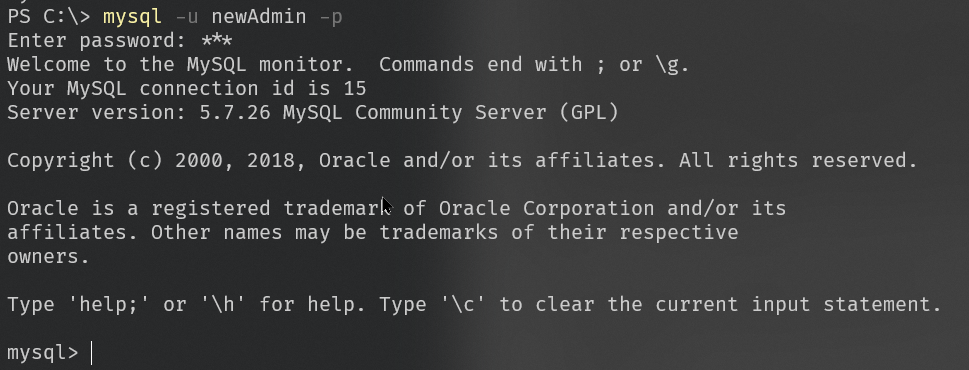 PS C:\> mysql -u newAdmin -p
Enter password: ***
Welcome to the MySQL monitor.  Commands end with ; or \g.
Your MySQL connection id is 15
Server version: 5.7.26 MySQL Community Server (GPL)
Copyright (c) 2000, 2018, Oracle and/or its affiliates. All rights reserved.
Oracle is a registered trademark of Oracle Corporation and/or its
affiliates. Other names may be trademarks of their respective
owners.
Type 'help;' or '\h' for help. Type '\c' to clear the current input statement.
mysql>